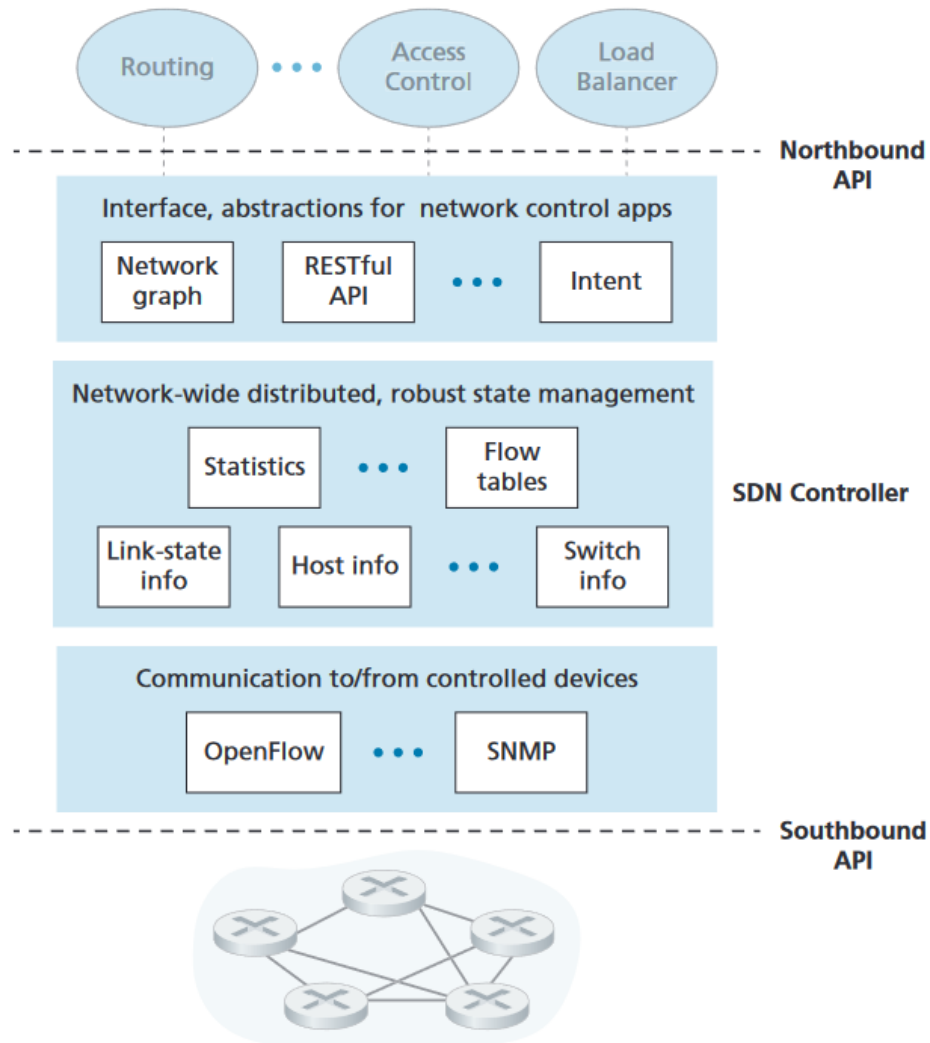 Routing
Access
Control
Load
Balancer
Northbound
API
Interface, abstractions for network control apps
Network
graph
RESTful
API
Intent
Network-wide distributed, robust state management
Statistics
Flow
tables
SDN Controller
Link-state
info
Host info
Switch
info
Communication to/from controlled devices
OpenFlow
SNMP
Southbound
API